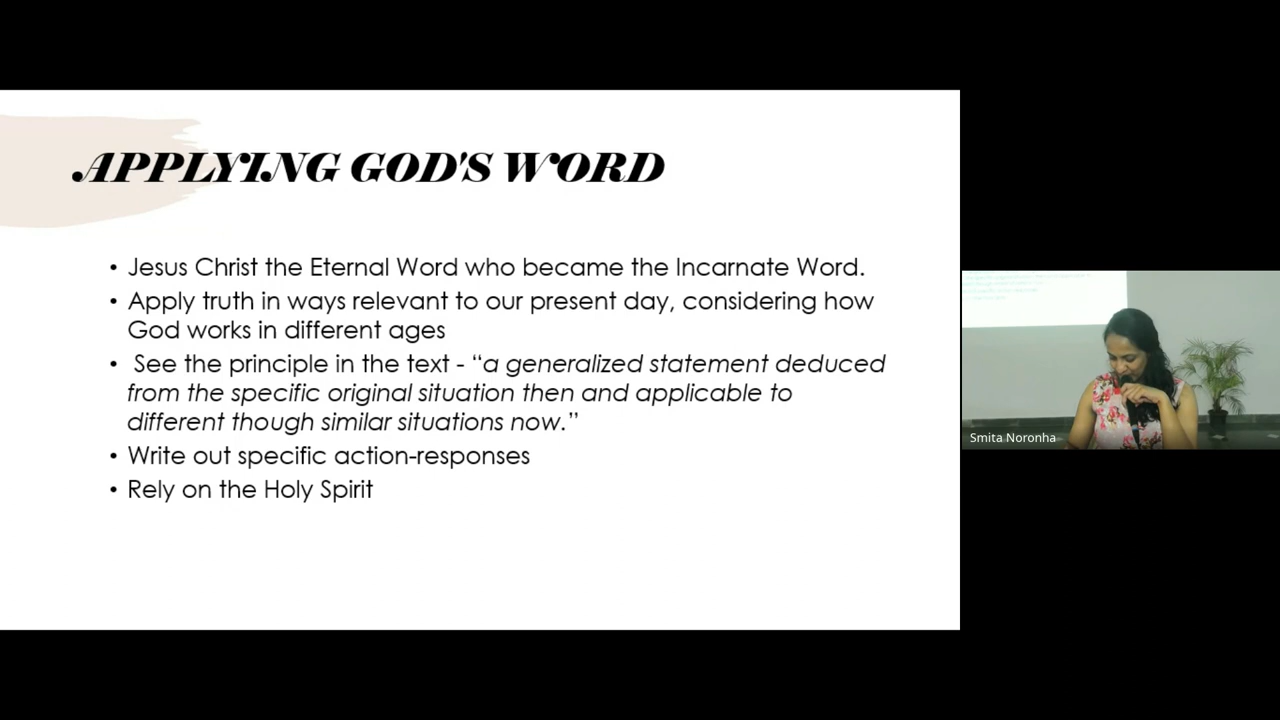 APPLYING GOD'S WORD
• Jesus Christ the Eternal Word who became the Incarnate Word.
• Apply truth in ways relevant to our present day, considering how
God works in different ages
• See the principle in the text - “a generalized statement deduced
from the specific original situation then and applicable to
different though similar situations now.”
• Write out specific action-responses
• Rely on the Holy Spirit
Smita Noronha